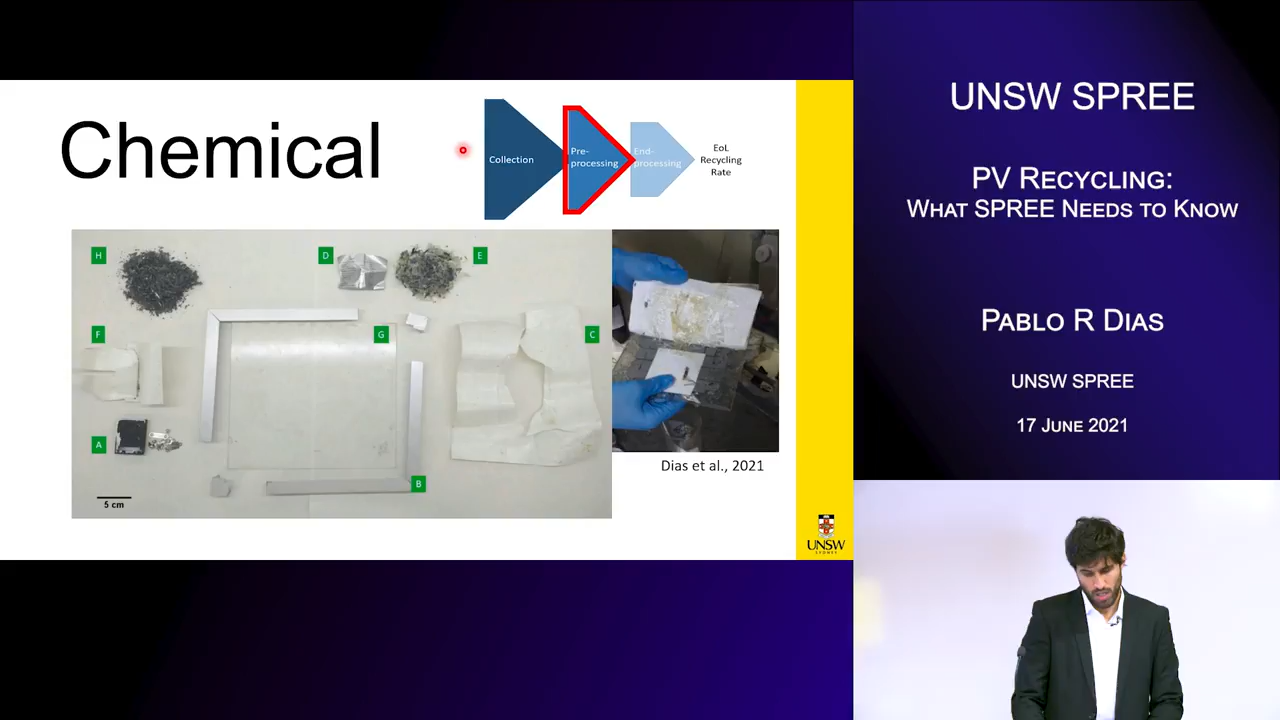 Chemical
Collection
Pre-
processing
End-
processing
EoL
Recycling
Rate
H
D
E
F
G
C
A
B
5 cm
Dias et al., 2021
UNSW
SYDNEY
UNSW SPREE
PV Recycling:
What SPREE Needs to Know
Pablo R Dias
UNSW SPREE
17 June 2021